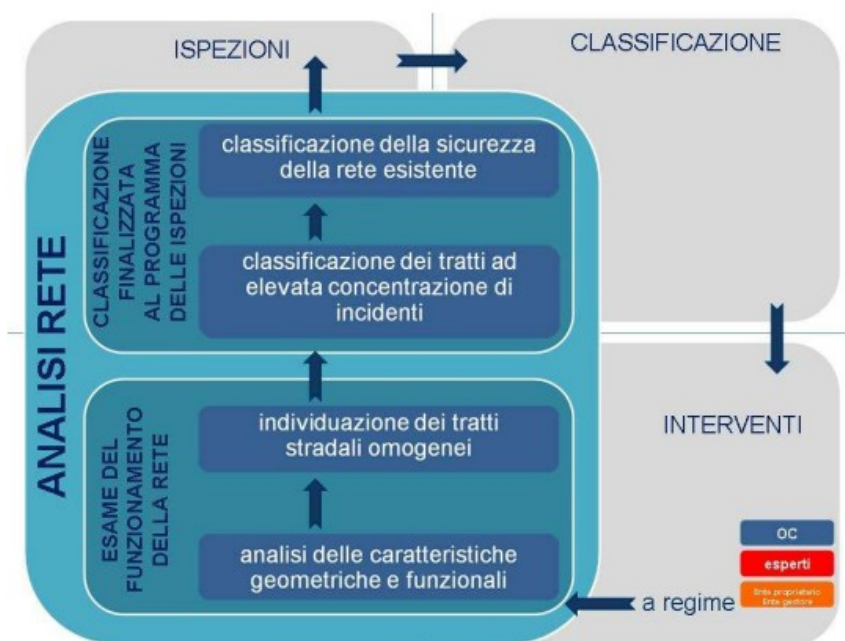 ISPEZIONI
CLASSIFICAZIONE
ANALISI RETE
CLASSIFICAZIONE
FINALIZZATA
AL PROGRAMMA
DELLE ISPEZIONI
classificazione della sicurezza
della rete esistente
classificazione dei tratti ad
elevata concentrazione di
incidenti
ESAME DEL
FUNZIONAMENTO
DELLA RETE
individuazione dei tratti
stradali omogenei
analisi delle caratteristiche
geometriche e funzionali
INTERVENTI
OC
esperti
Ente proprietario
Ente gestore
a regime